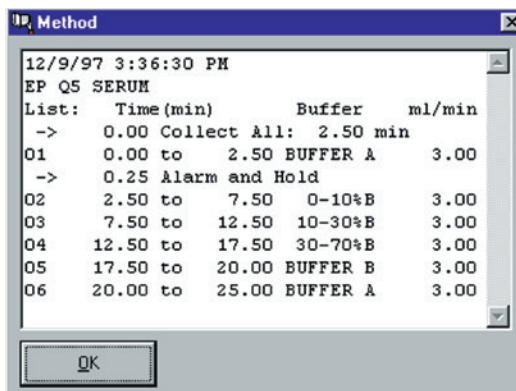 Method
12/9/97 3:36:30 PM
EP Q5 SERUM
List: Time(min) Buffer ml/min
-> 0.00 Collect All: 2.50 min
01 0.00 to 2.50 BUFFER A 3.00
-> 0.25 Alarm and Hold
02 2.50 to 7.50 0-10%B 3.00
03 7.50 to 12.50 10-30%B 3.00
04 12.50 to 17.50 30-70%B 3.00
05 17.50 to 20.00 BUFFER B 3.00
06 20.00 to 25.00 BUFFER A 3.00
OK